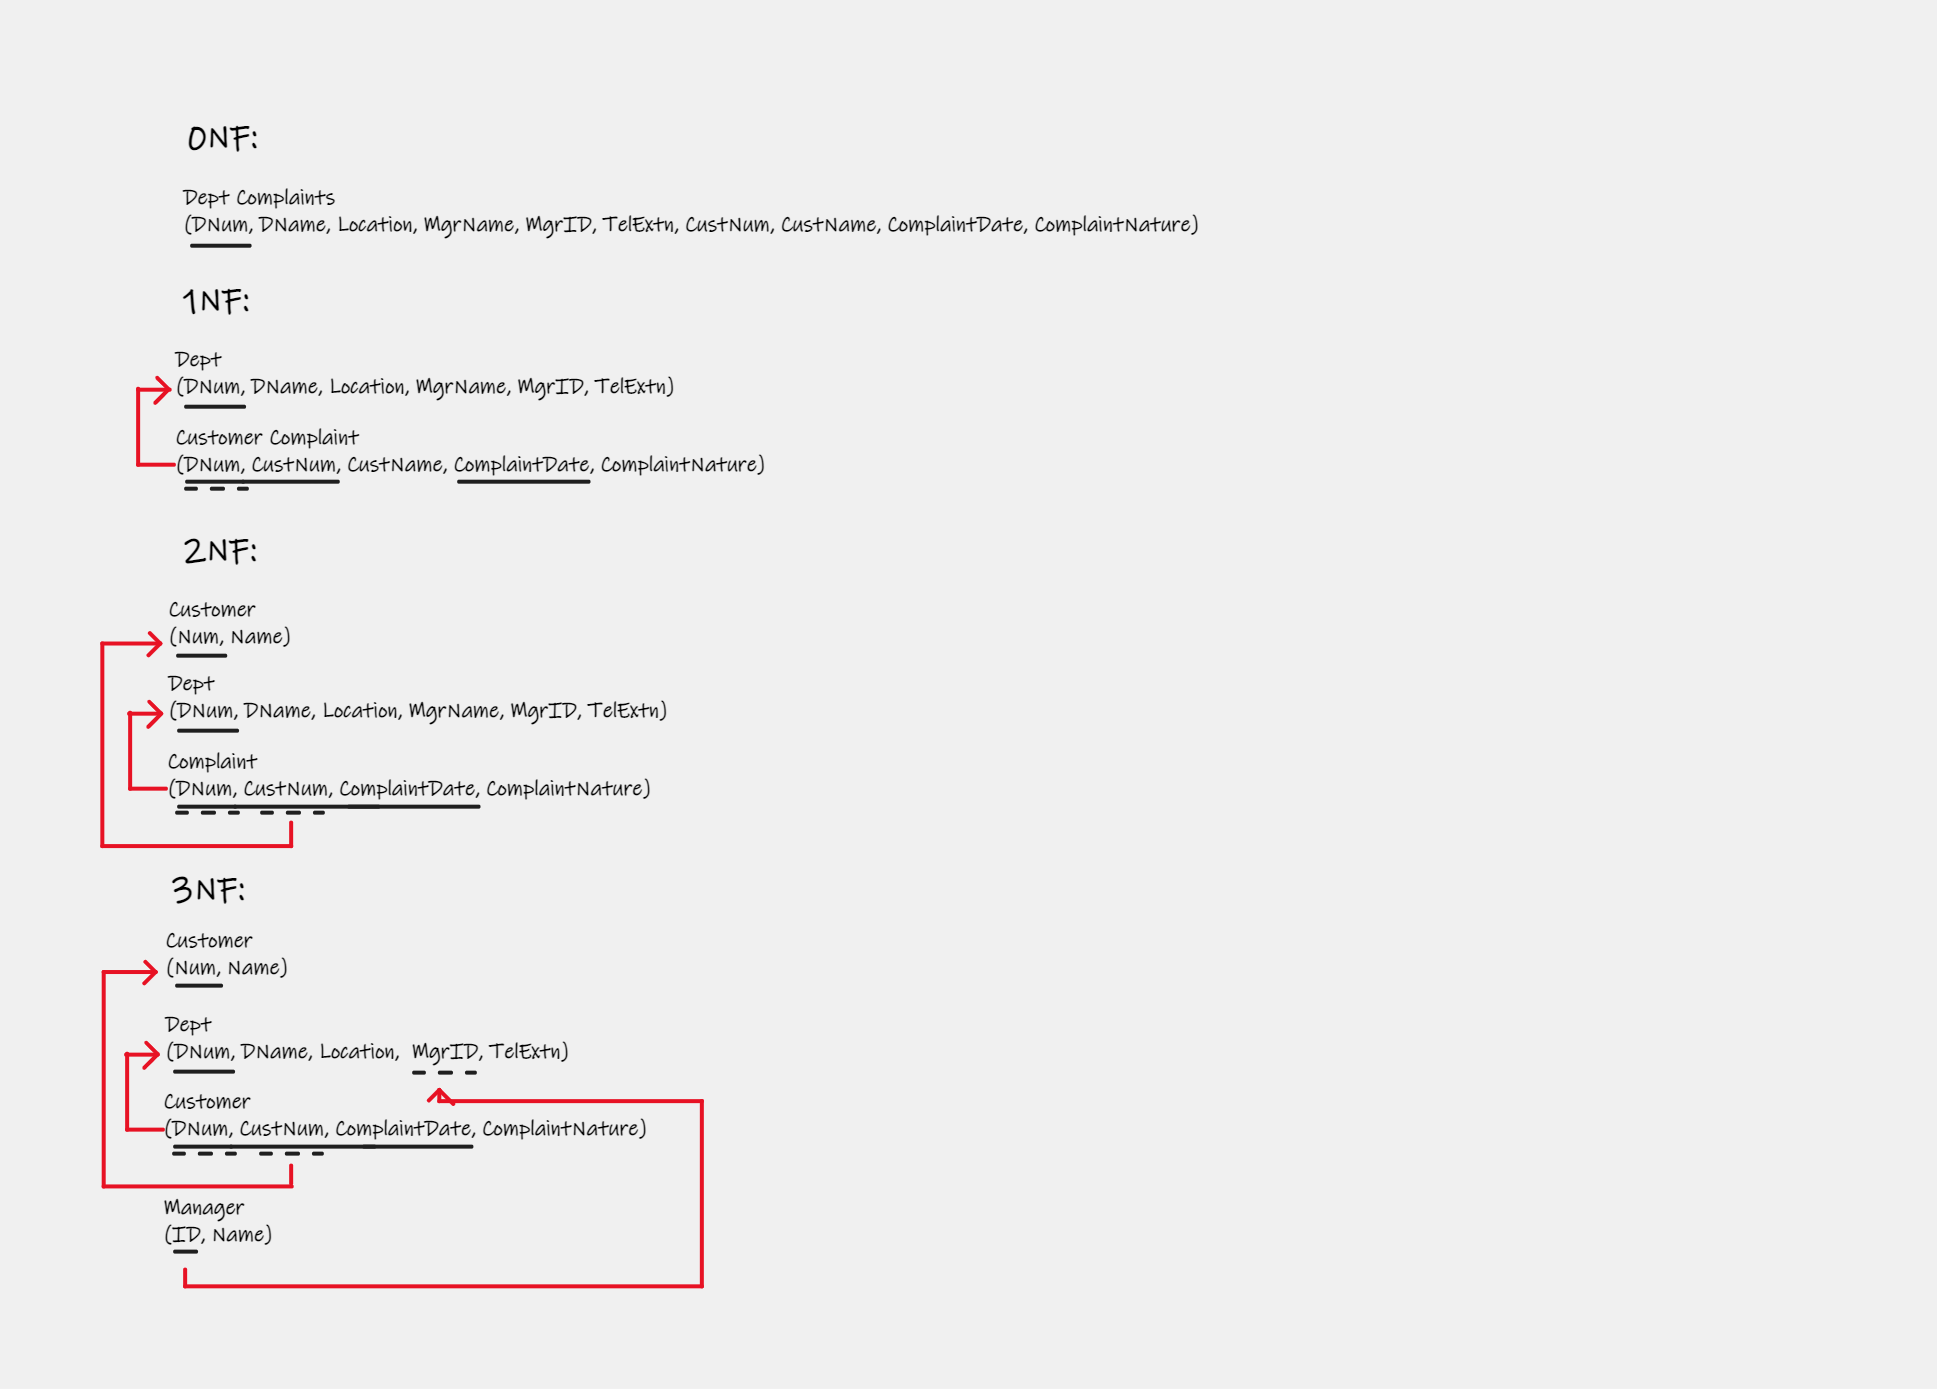 0NF:
Dept Complaints
(DNum, DName, Location, MgrName, MgrID, TelExtn, CustNum, CustName, ComplaintDate, ComplaintNature)
1NF:
Dept
(DNum, DName, Location, MgrName, MgrID, TelExtn)
Customer Complaint
(DNum, CustNum, CustName, ComplaintDate, ComplaintNature)
2NF:
Customer
(Num, Name)
Dept
(DNum, DName, Location, MgrName, MgrID, TelExtn)
Complaint
(DNum, CustNum, ComplaintDate, ComplaintNature)
3NF:
Customer
(Num, Name)
Dept
(DNum, DName, Location, MgrID, TelExtn)
Customer
(DNum, CustNum, ComplaintDate, ComplaintNature)
Manager
(ID, Name)